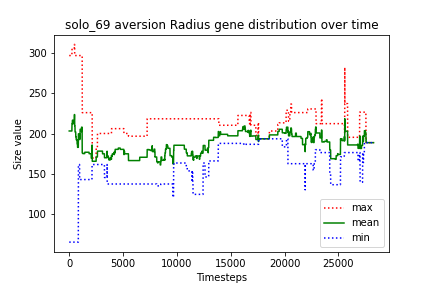 solo_69 aversion Radius gene distribution over time
Size value
300
250
200
150
100
max
mean
min
0 5000 10000 15000 20000 25000
Timesteps